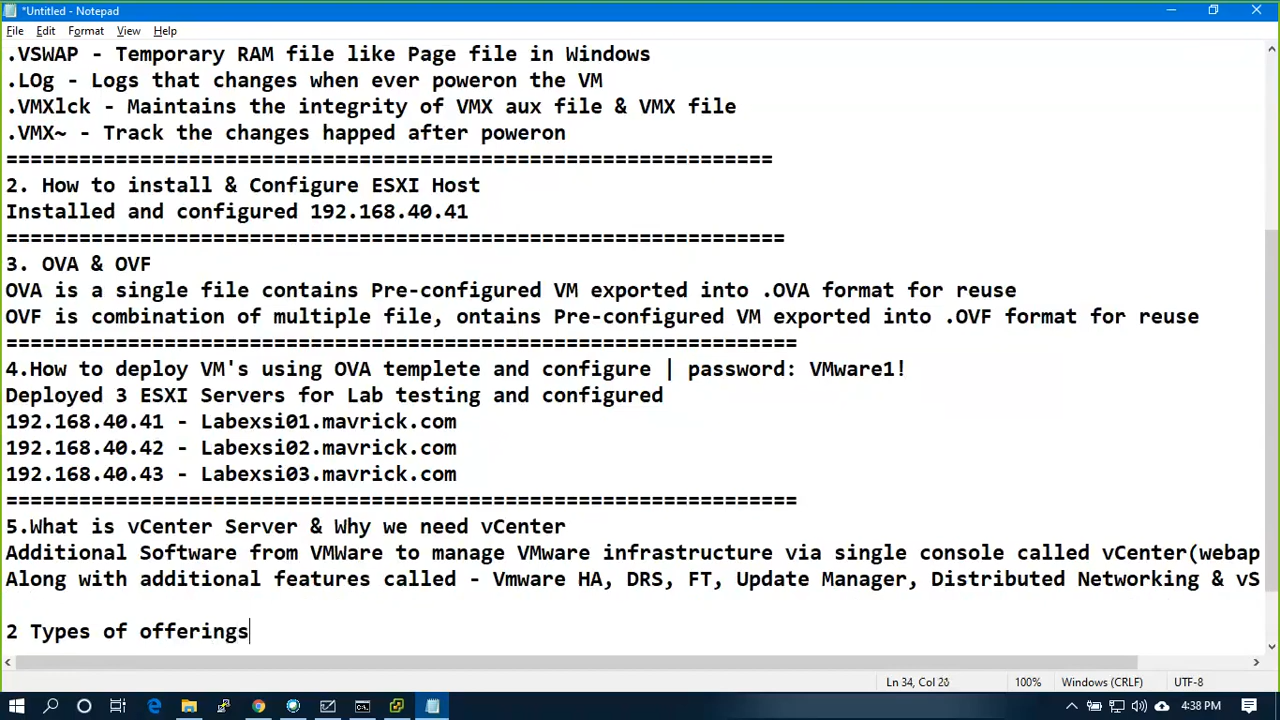 *Untitled - Notepad
File Edit Format View Help
.VSWAP - Temporary RAM file like Page file in Windows
.LOg - Logs that changes when ever poweron the VM
.VMXlck - Maintains the integrity of VMX aux file & VMX file
.VMX~ - Track the changes happed after poweron
===============================================================
2. How to install & Configure ESXI Host
Installed and configured 192.168.40.41
================================================================
3. OVA & OVF
OVA is a single file contains Pre-configured VM exported into .OVA format for reuse
OVF is combination of multiple file, ontains Pre-configured VM exported into .OVF format for reuse
=================================================================
4.How to deploy VM's using OVA templete and configure | password: VMware1!
Deployed 3 ESXI Servers for Lab testing and configured
192.168.40.41 - Labexsi01.mavrick.com
192.168.40.42 - Labexsi02.mavrick.com
192.168.40.43 - Labexsi03.mavrick.com
=================================================================
5.What is vCenter Server & Why we need vCenter
Additional Software from VMWare to manage VMware infrastructure via single console called vCenter(webap
Along with additional features called - Vmware HA, DRS, FT, Update Manager, Distributed Networking & vS
2 Types of offerings
Ln 34, Col 100% Windows (CRLF) UTF-8
4:38 PM